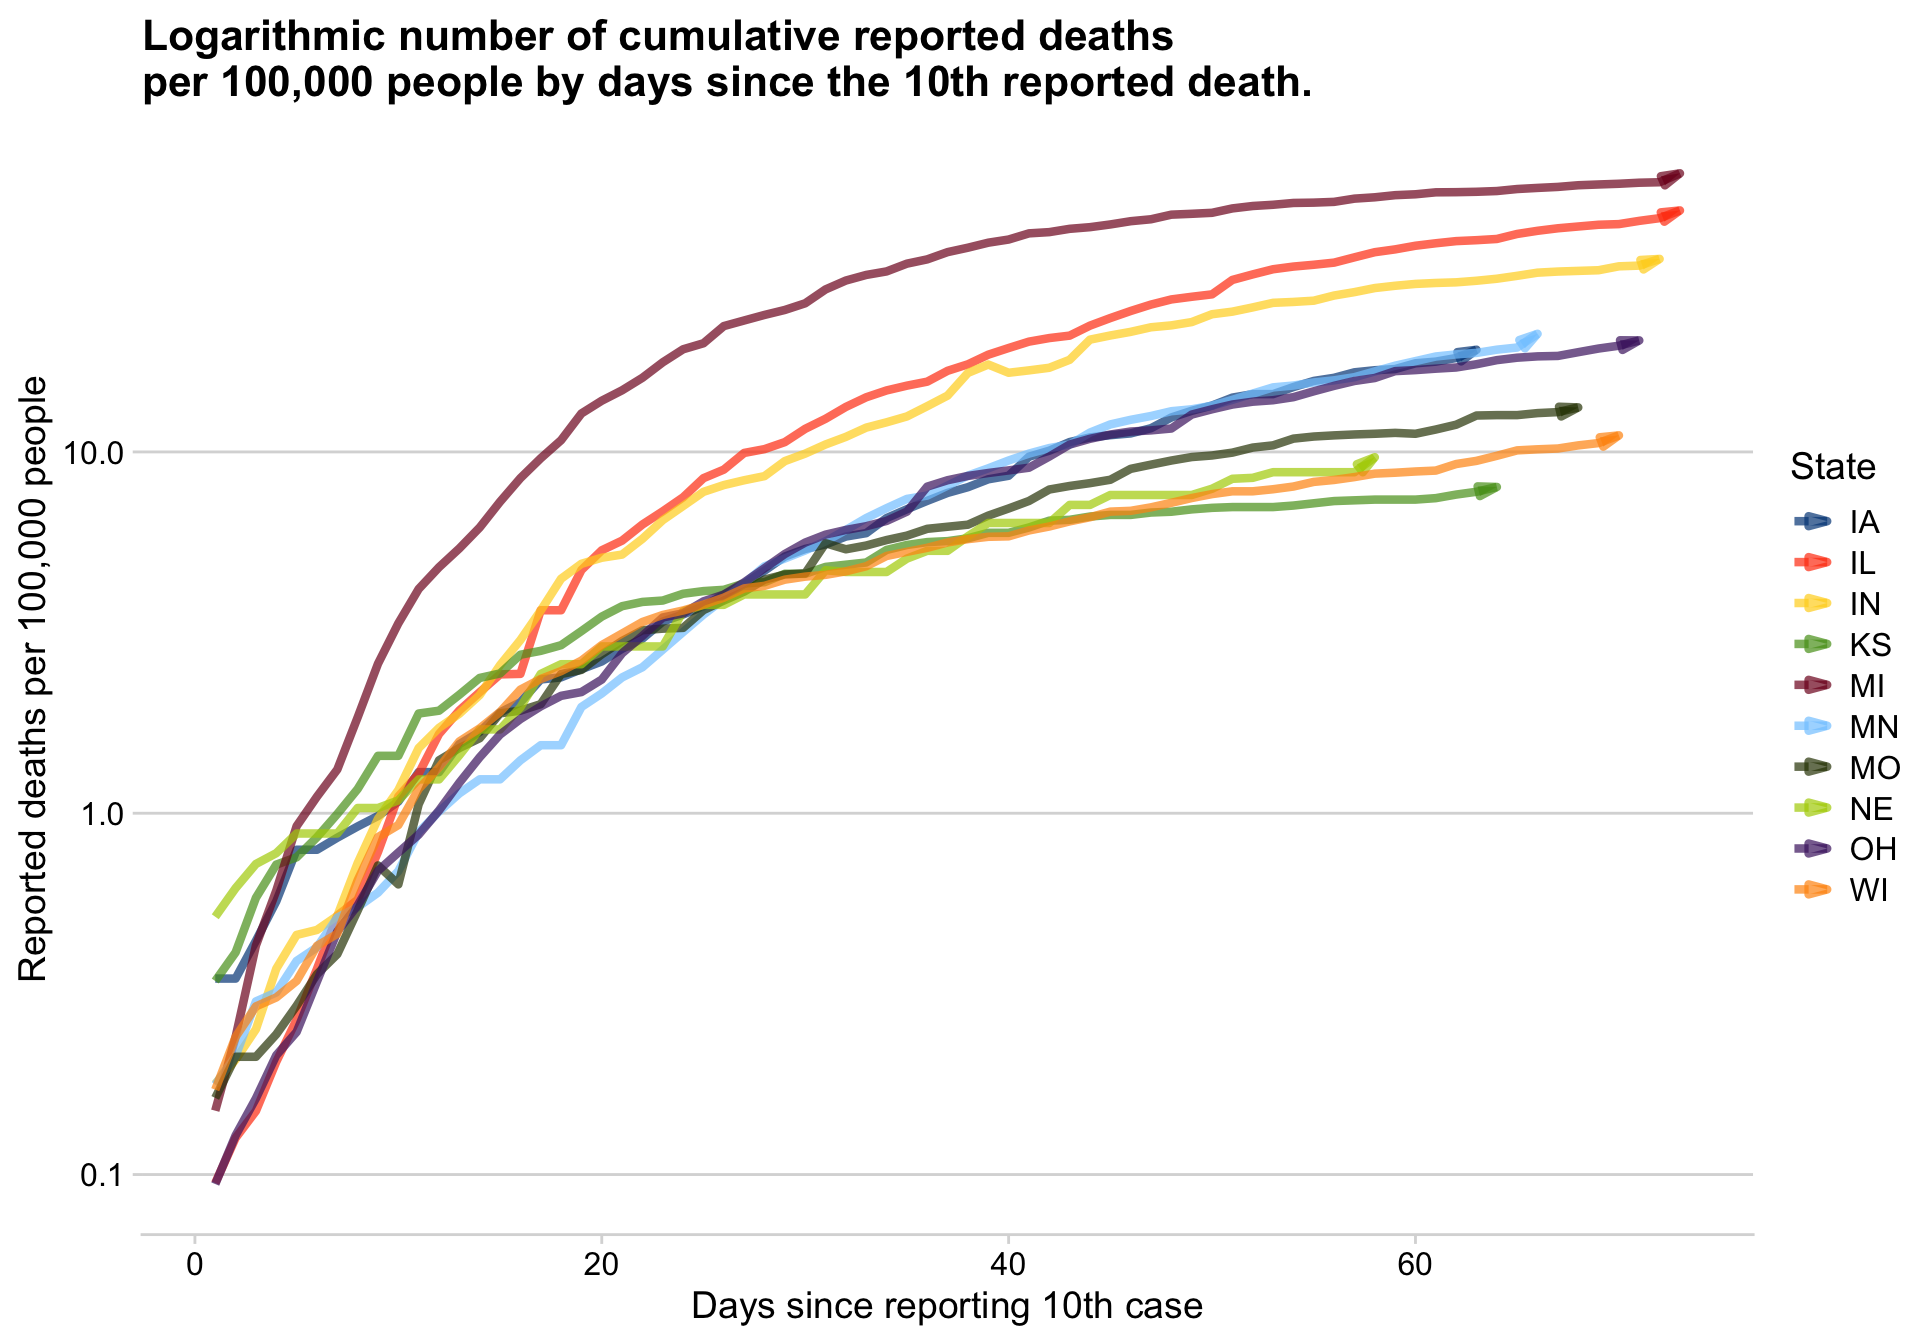 Logarithmic number of cumulative reported deaths
per 100,000 people by days since the 10th reported death.
Reported deaths per 100,000 people
10.0
1.0
0.1
0
20
40
60
Days since reporting 10th case
State
IA
IL
IN
KS
MI
MN
MO
NE
OH
WI